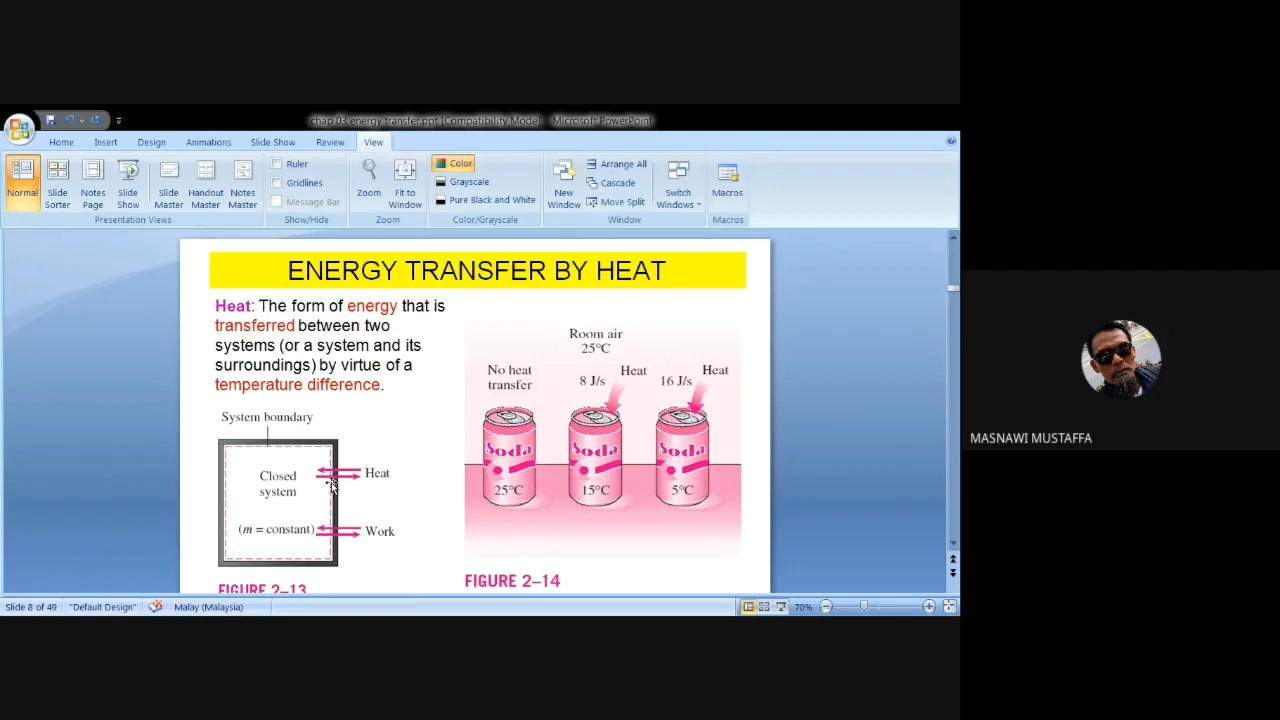 chap 03.energy transfer.ppt [Compatibility Mode] - Microsoft PowerPoint
Home Insert Design Animations Slide Show Review View
Normal
Slide Sorter
Notes Page
Slide Show
Slide Master
Handout Master
Notes Master
Presentation Views
Ruler
Gridlines
Message Bar
Show/Hide
Zoom
Fit to Window
Zoom
Color
Grayscale
Pure Black and White
Color/Grayscale
New Window
Arrange All
Cascade
Move Split
Switch Windows
Window
Macros
Macros
ENERGY TRANSFER BY HEAT
Heat: The form of energy that is
transferred between two
systems (or a system and its
surroundings) by virtue of a
temperature difference.
System boundary
Closed
system
(m = constant)
Heat
Work
FIGURE 2–13
Room air
25°C
No heat
transfer
8 J/s
Heat
16 J/s
Heat
Soda
25°C
Soda
15°C
Soda
5°C
FIGURE 2–14
MASNAWI MUSTAFFA
Slide 8 of 49 "Default Design" Malay (Malaysia) 70%